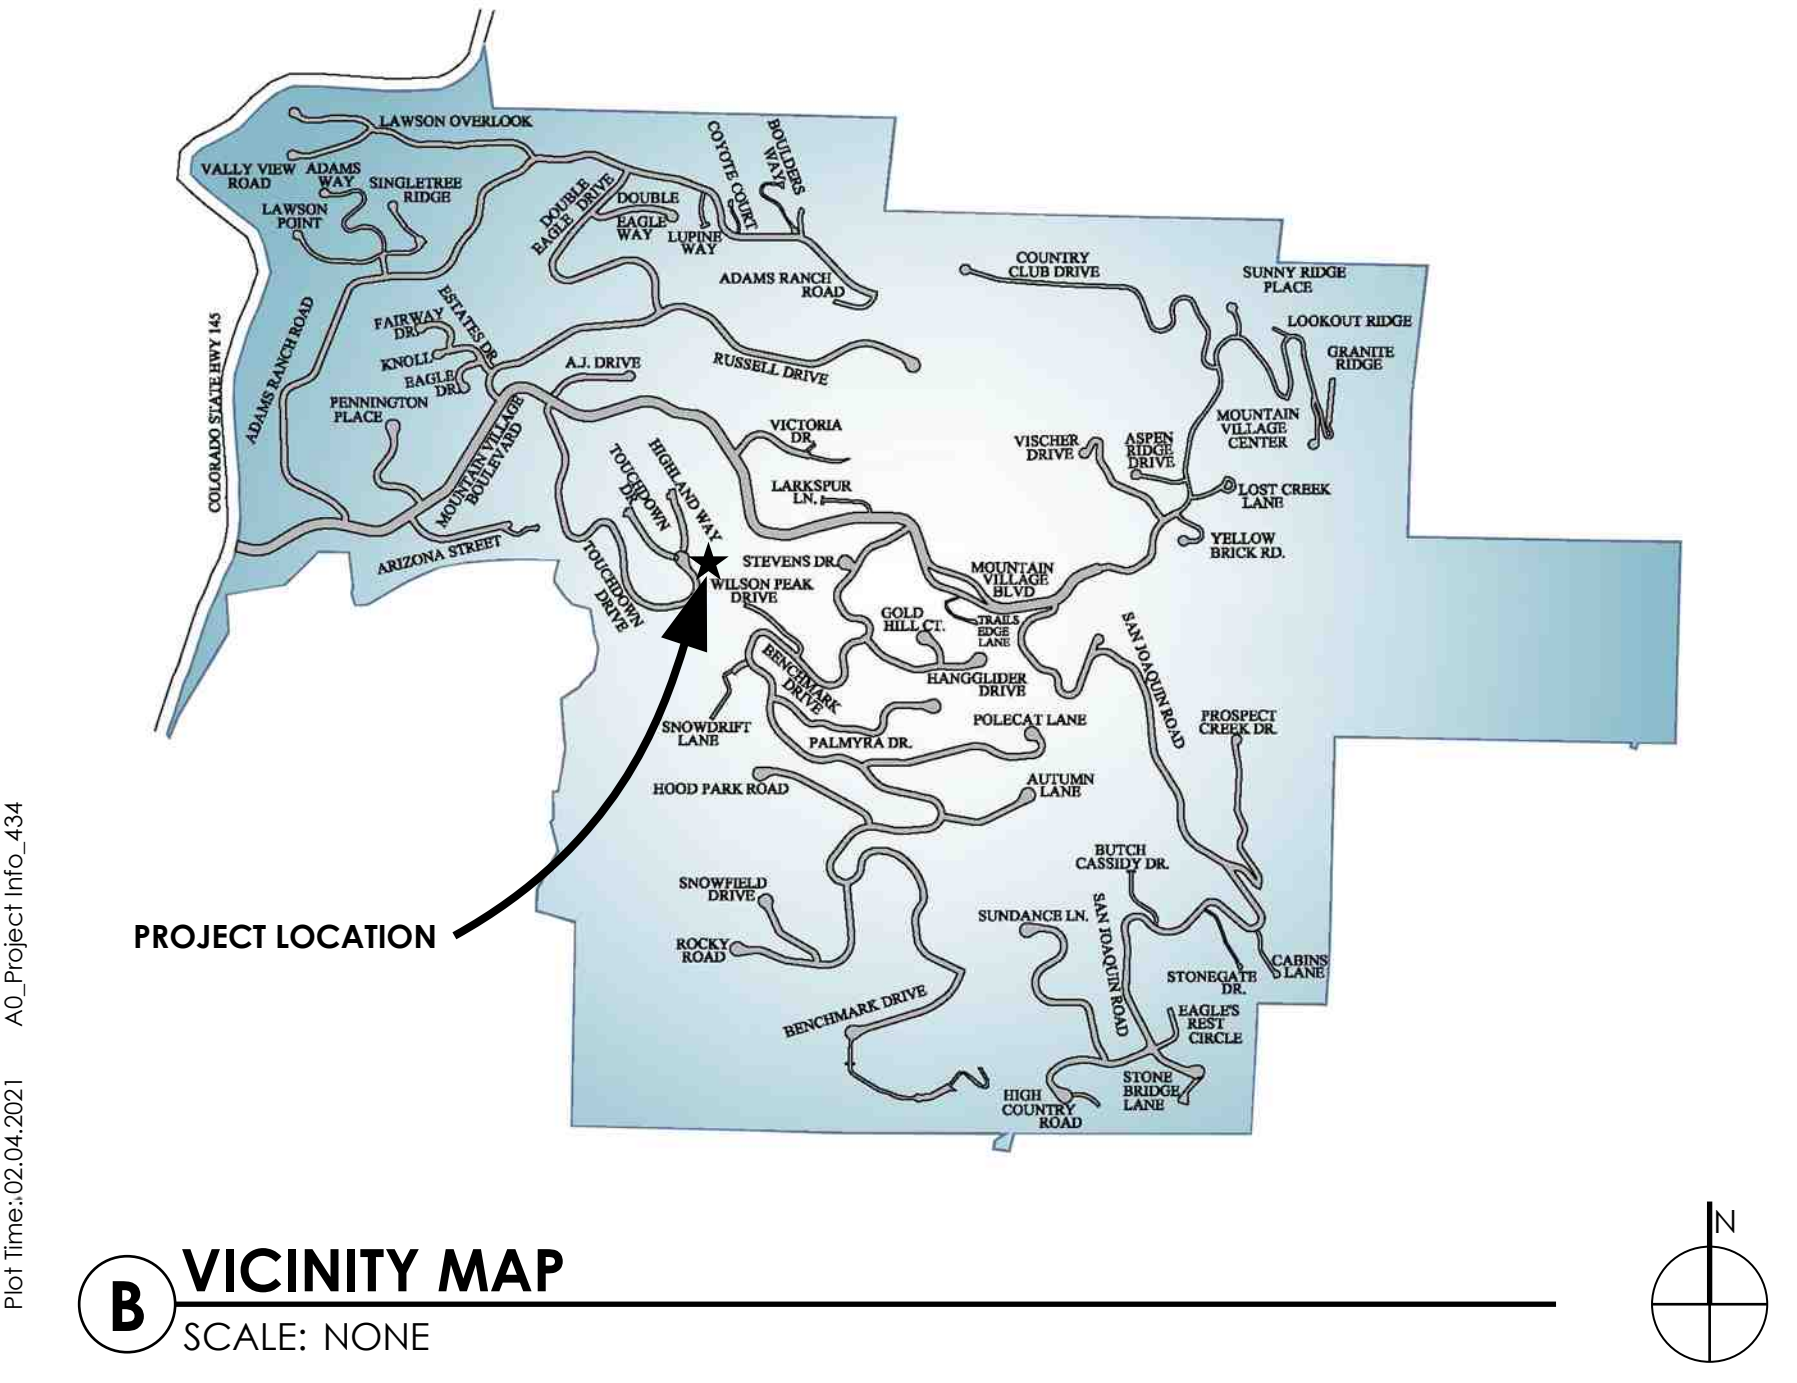 LAWSON OVERLOOK
VALLY VIEW
ROAD
ADAMS
WAY
SINGLETREE
RIDGE
LAWSON
POINT
DOUBLE
EAGLE DRIVE
DOUBLE
EAGLE
WAY
LUPINE
WAY
COYOTE COURT
BOULDERS
WAY
ADAMS RANCH
ROAD
COUNTRY
CLUB DRIVE
SUNNY RIDGE
PLACE
LOOKOUT RIDGE
GRANITE
RIDGE
COLORADO STATE HWY 145
ADAMS RANCH ROAD
FAIRWAY
DR.
ESTATES DR.
KNOLL
EAGLE
DR.
A.J. DRIVE
RUSSELL DRIVE
PENNINGTON
PLACE
MOUNTAIN VILLAGE
BOULEVARD
ARIZONA STREET
VICTORIA
DR.
TOUCHDOWN
DR.
HIGHLAND WAY
LARKSPUR
LN.
VISCHER
DRIVE
ASPEN
RIDGE
DRIVE
MOUNTAIN
VILLAGE
CENTER
LOST CREEK
LANE
YELLOW
BRICK RD.
TOUCHDOWN
DRIVE
STEVENS DR.
WILSON PEAK
DRIVE
MOUNTAIN
VILLAGE
BLVD
GOLD
HILL CT.
TRAILS
EDGE
LANE
BENCHMARK
DRIVE
HANGGLIDER
DRIVE
SAN JOAQUIN ROAD
SNOWDRIFT
LANE
PALMYRA DR.
POLECAT LANE
PROSPECT
CREEK DR.
HOOD PARK ROAD
AUTUMN
LANE
BUTCH
CASSIDY DR.
SNOWFIELD
DRIVE
SUNDANCE LN.
SAN JOAQUIN ROAD
ROCKY
ROAD
STONEGATE
DR.
CABINS
LANE
BENCHMARK DRIVE
EAGLE'S
REST
CIRCLE
HIGH
COUNTRY
ROAD
STONE
BRIDGE
LANE
PROJECT LOCATION
Plot Time:02.04.2021 A0_Project Info_434
B
VICINITY MAP
SCALE: NONE
N